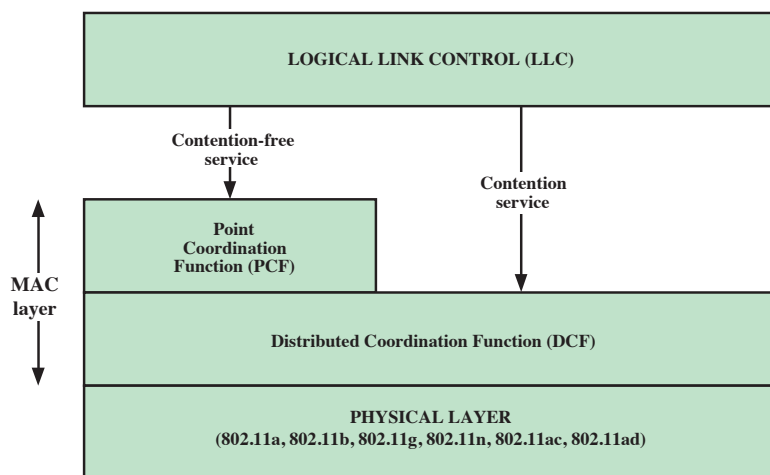 LOGICAL LINK CONTROL (LLC)
Contention-free
service
Contention
service
Point
Coordination
Function (PCF)
MAC
layer
Distributed Coordination Function (DCF)
PHYSICAL LAYER
(802.11a, 802.11b, 802.11g, 802.11n, 802.11ac, 802.11ad)